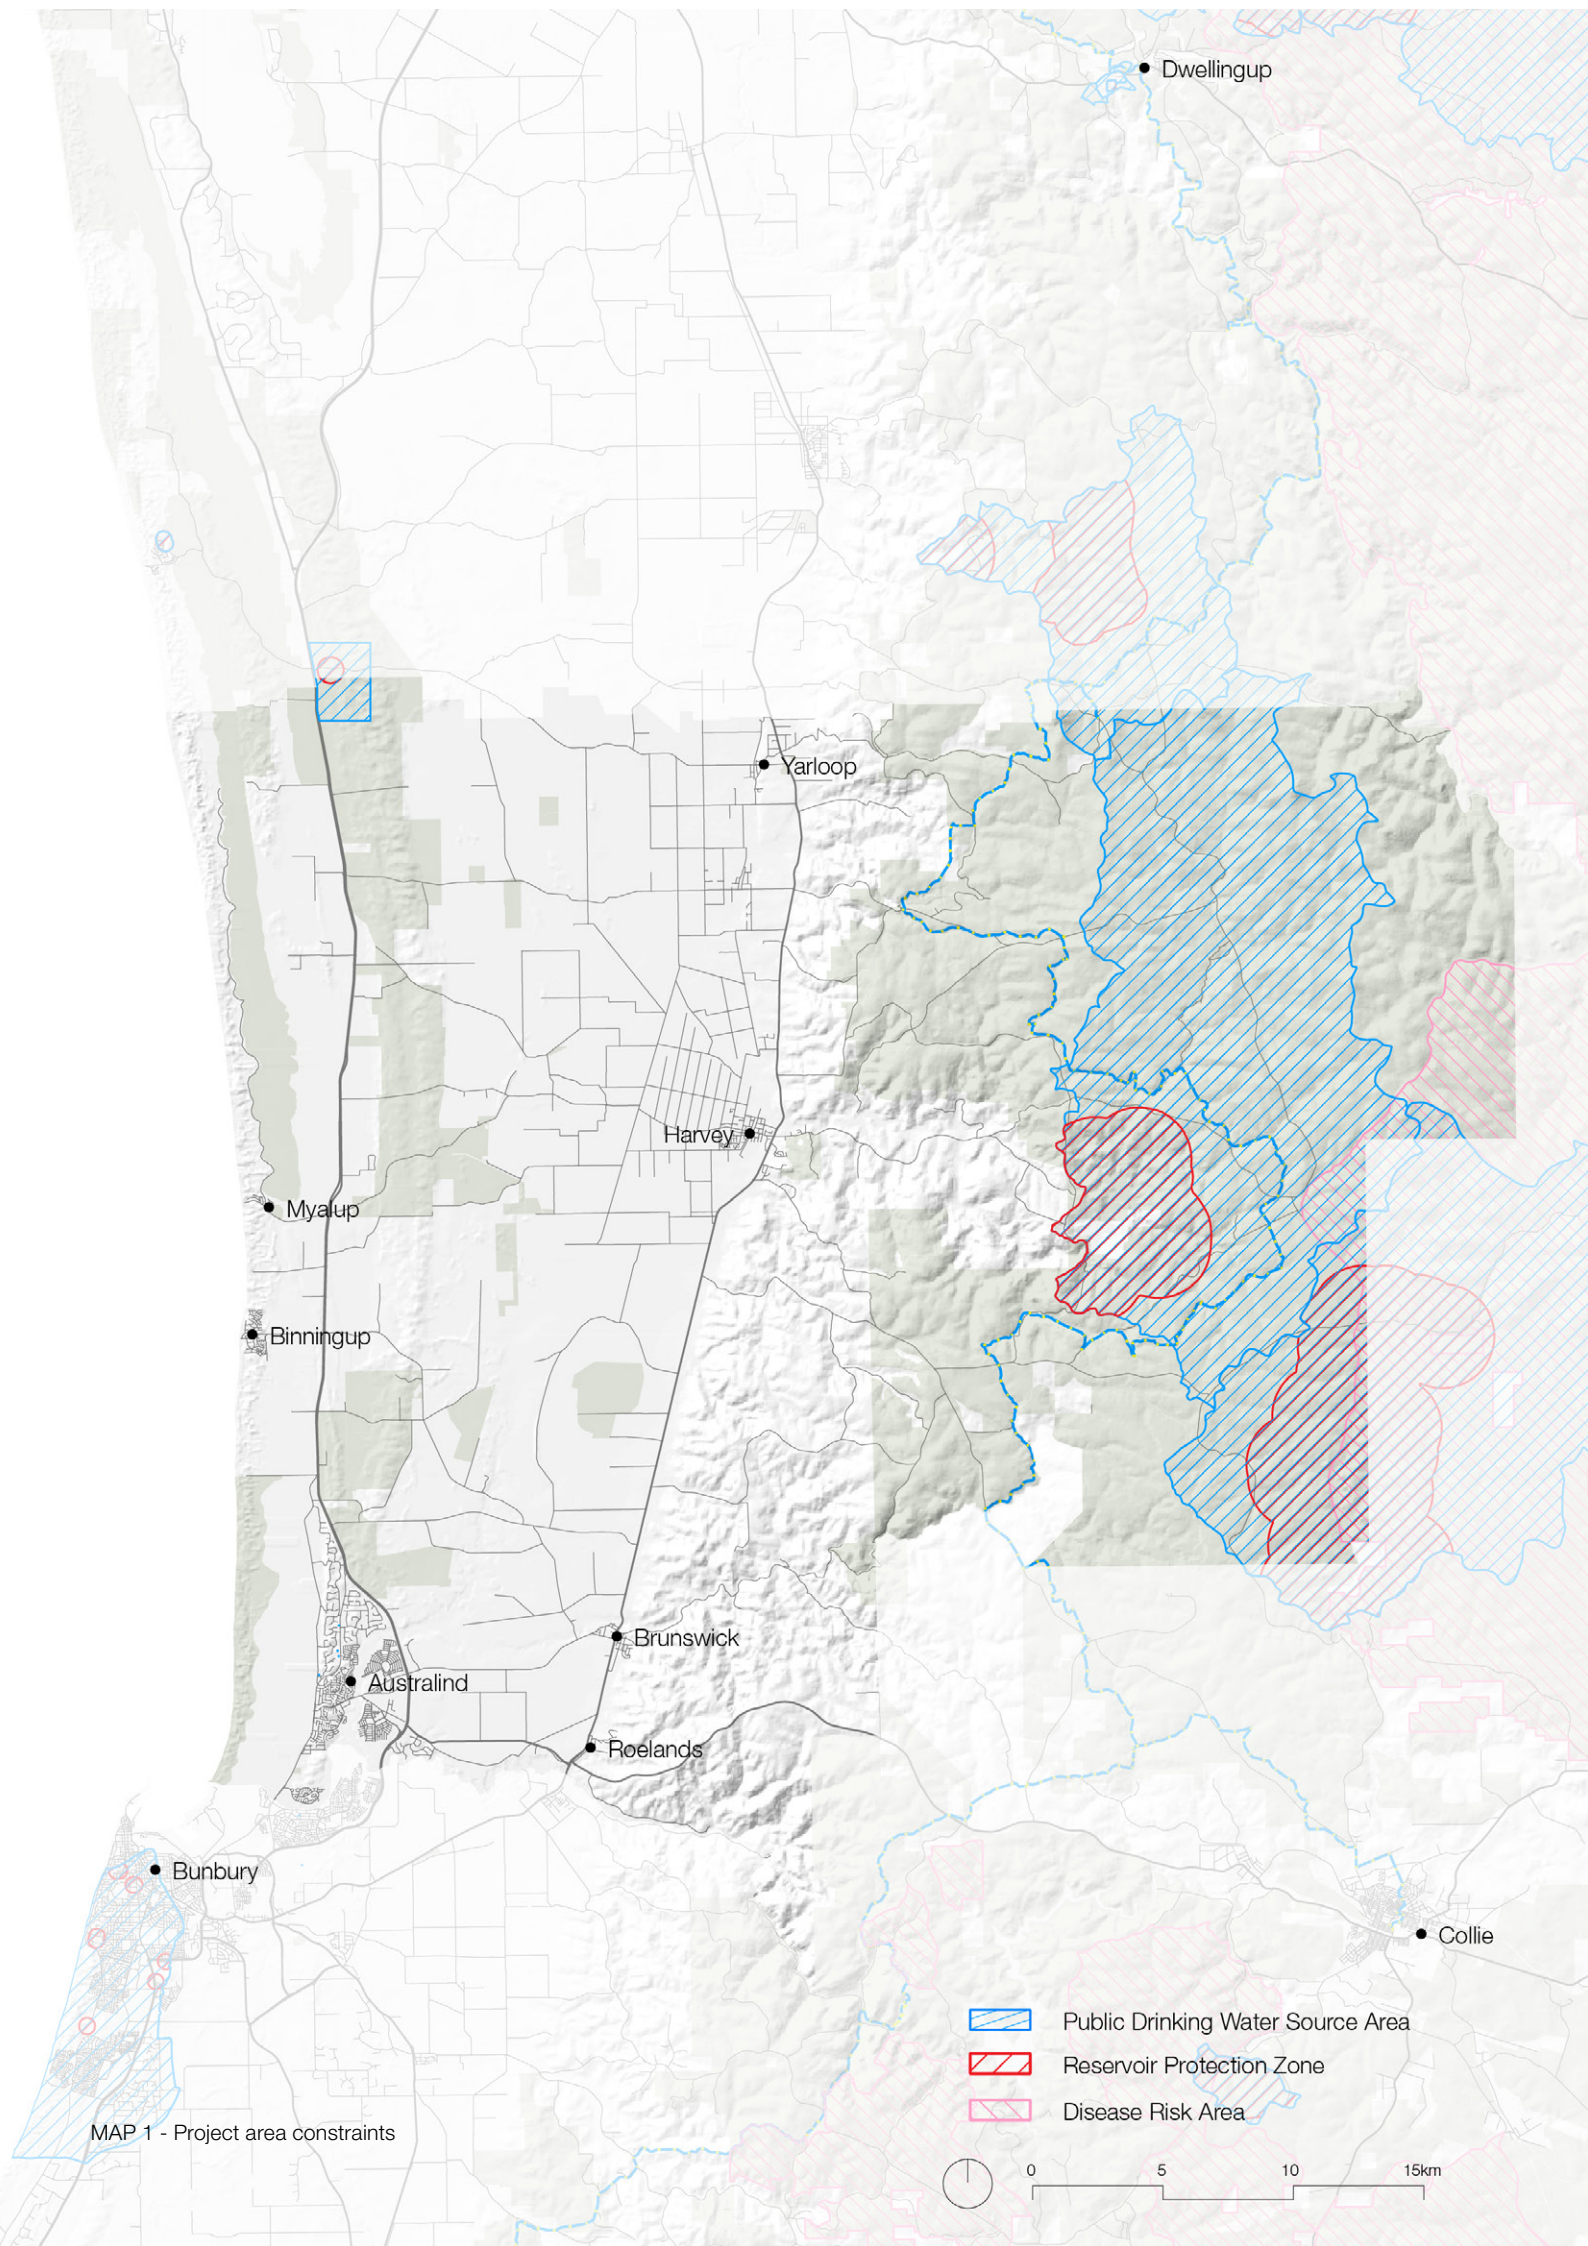 Dwellingup
Yarloop
Harvey
Myalup
Binningup
Brunswick
Australind
Roelands
Bunbury
Collie
Public Drinking Water Source Area
Reservoir Protection Zone
Disease Risk Area
MAP 1 - Project area constraints
0 5 10 15km